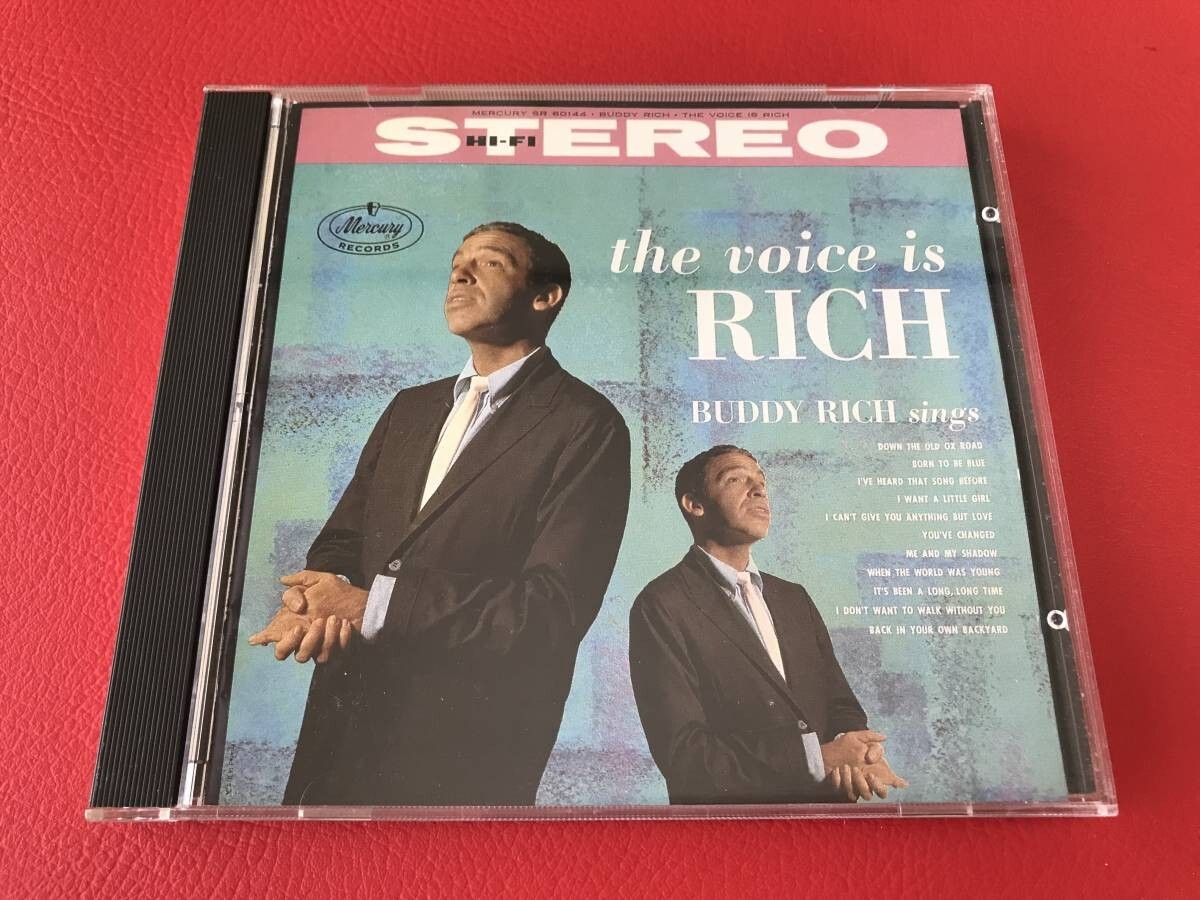 MERCURY SR 60144 • BUDDY RICH • THE VOICE IS RICH
STEREO
HI-FI
Mercury
RECORDS
the voice is
RICH
BUDDY RICH sings
DOWN THE OLD OX ROAD
BORN TO BE BLUE
I'VE HEARD THAT SONG BEFORE
I WANT A LITTLE GIRL
I CAN'T GIVE YOU ANYTHING BUT LOVE
YOU'VE CHANGED
ME AND MY SHADOW
WHEN THE WORLD WAS YOUNG
IT'S BEEN A LONG, LONG TIME
I DON'T WANT TO WALK WITHOUT YOU
BACK IN YOUR OWN BACKYARD